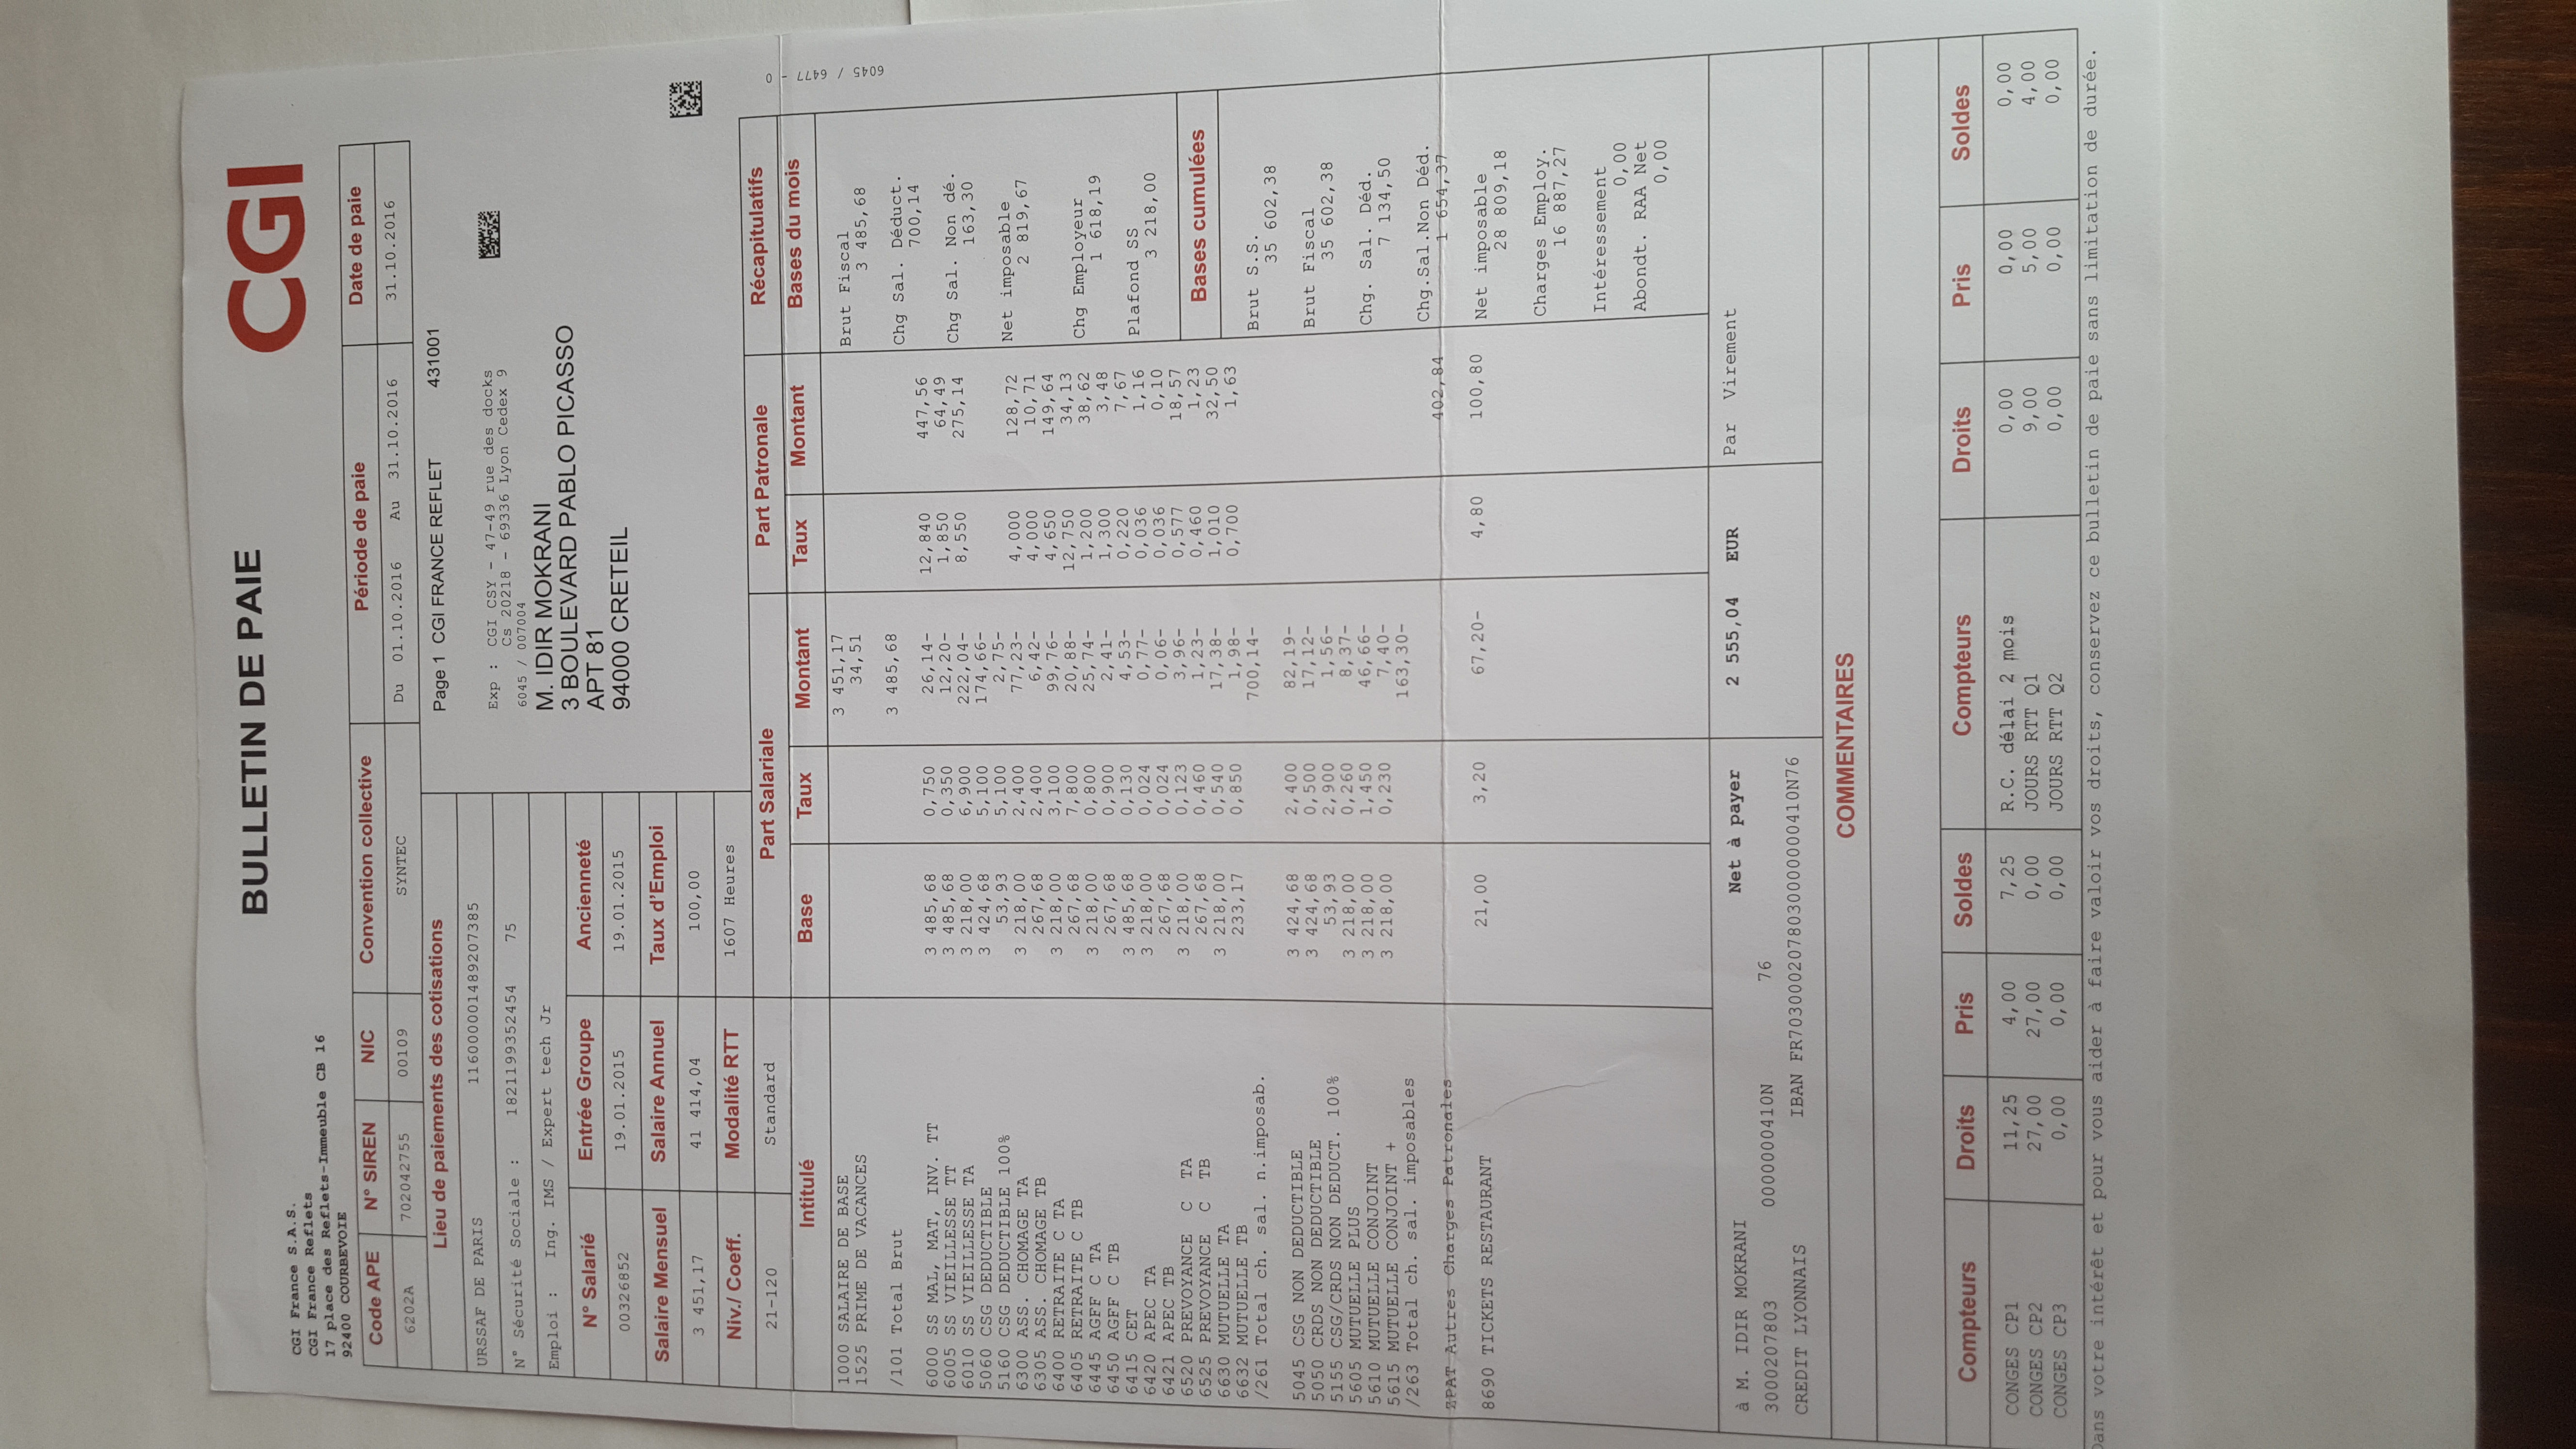 BULLETIN DE PAIE
CGI
CGI France S.A.S.
CGI France Reflets
17 place des Reflets-Immeuble CB 16
92400 COURBEVOIE
Code APE N° SIREN NIC Convention collective Période de paie Date de paie
6202A 702042755 00109 SYNTEC Du 01.10.2016 Au 31.10.2016 31.10.2016
Lieu de paiements des cotisations
URSSAF DE PARIS 116000001489207385
N° Sécurité Sociale : 1821199352454 75
Emploi : Ing. IMS / Expert tech Jr
N° Salarié Entrée Groupe Ancienneté
00326852 19.01.2015 19.01.2015
Salaire Mensuel Salaire Annuel Taux d'Emploi
3 451,17 41 414,04 100,00
Niv./ Coeff. Modalité RTT 1607 Heures
21-120 Standard
Page 1 CGI FRANCE REFLET 431001
Exp : CGI CSY - 47-49 rue des docks
Cs 20218 - 69336 Lyon Cedex 9
6045 / 007004
M. IDIR MOKRANI
3 BOULEVARD PABLO PICASSO
APT 81
94000 CRETEIL
6045 / 6477 - 0
Part Salariale Part Patronale Récapitulatifs
Intitulé Base Taux Montant Taux Montant Bases du mois
1000 SALAIRE DE BASE 3 451,17
1525 PRIME DE VACANCES 34,51
/101 Total Brut 3 485,68
6000 SS MAL, MAT, INV. TT 3 485,68 0,750 26,14- 12,840 447,56
6005 SS VIEILLESSE TT 3 485,68 0,350 12,20- 1,850 64,49
6010 SS VIEILLESSE TA 3 218,00 6,900 222,04- 8,550 275,14
5060 CSG DEDUCTIBLE 3 424,68 5,100 174,66-
5160 CSG DEDUCTIBLE 100% 53,93 5,100 2,75-
6300 ASS. CHOMAGE TA 3 218,00 2,400 77,23- 4,000 128,72
6305 ASS. CHOMAGE TB 267,68 2,400 6,42- 4,000 10,71
6400 RETRAITE C TA 3 218,00 3,100 99,76- 4,650 149,64
6405 RETRAITE C TB 267,68 7,800 20,88- 12,750 34,13
6445 AGFF C TA 3 218,00 0,800 25,74- 1,200 38,62
6450 AGFF C TB 267,68 0,900 2,41- 1,300 3,48
6415 CET 3 485,68 0,130 4,53- 0,220 7,67
6420 APEC TA 3 218,00 0,024 0,77- 0,036 1,16
6421 APEC TB 267,68 0,024 0,06- 0,036 0,10
6520 PREVOYANCE C TA 3 218,00 0,123 3,96- 0,577 18,57
6525 PREVOYANCE C TB 267,68 0,460 1,23- 0,460 1,23
6630 MUTUELLE TA 3 218,00 0,540 17,38- 1,010 32,50
6632 MUTUELLE TB 233,17 0,850 1,98- 0,700 1,63
/261 Total ch. sal. n.imposab. 700,14-
5045 CSG NON DEDUCTIBLE 3 424,68 2,400 82,19-
5050 CRDS NON DEDUCTIBLE 3 424,68 0,500 17,12-
5155 CSG/CRDS NON DEDUCT. 100% 53,93 2,900 1,56-
5605 MUTUELLE PLUS 3 218,00 0,260 8,37-
5610 MUTUELLE CONJOINT 3 218,00 1,450 46,66-
5615 MUTUELLE CONJOINT + 3 218,00 0,230 7,40-
/263 Total ch. sal. imposables 163,30-
ZPAT Autres Charges Patronales 402,84
8690 TICKETS RESTAURANT 21,00 3,20 67,20- 4,80 100,80
Brut Fiscal
3 485,68
Chg Sal. Déduct.
700,14
Chg Sal. Non dé.
163,30
Net imposable
2 819,67
Chg Employeur
1 618,19
Plafond SS
3 218,00
Bases cumulées
Brut S.S.
35 602,38
Brut Fiscal
35 602,38
Chg. Sal. Déd.
7 134,50
Chg.Sal.Non Déd.
1 654,37
Net imposable
28 809,18
Charges Employ.
16 887,27
Intéressement
0,00
Abondt. RAA Net
0,00
à M. IDIR MOKRANI Net à payer 2 555,04 EUR Par Virement
3000207803 0000000410N 76
CREDIT LYONNAIS IBAN FR7030002078030000000410N76
COMMENTAIRES
Compteurs Droits Pris Soldes Compteurs Droits Pris Soldes
CONGES CP1 11,25 4,00 7,25 R.C. délai 2 mois 0,00 0,00 0,00
CONGES CP2 27,00 27,00 0,00 JOURS RTT Q1 9,00 5,00 4,00
CONGES CP3 0,00 0,00 0,00 JOURS RTT Q2 0,00 0,00 0,00
Dans votre intérêt et pour vous aider à faire valoir vos droits, conservez ce bulletin de paie sans limitation de durée.